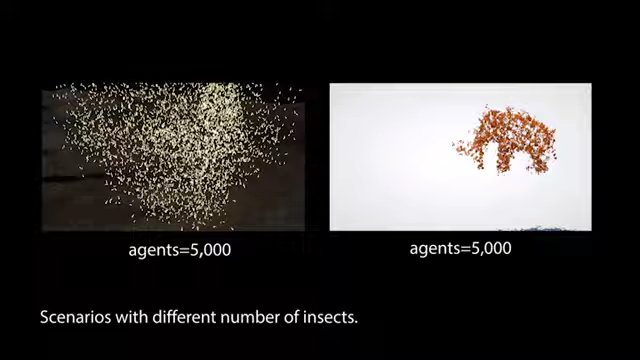 agents=5,000
agents=5,000
Scenarios with different number of insects.